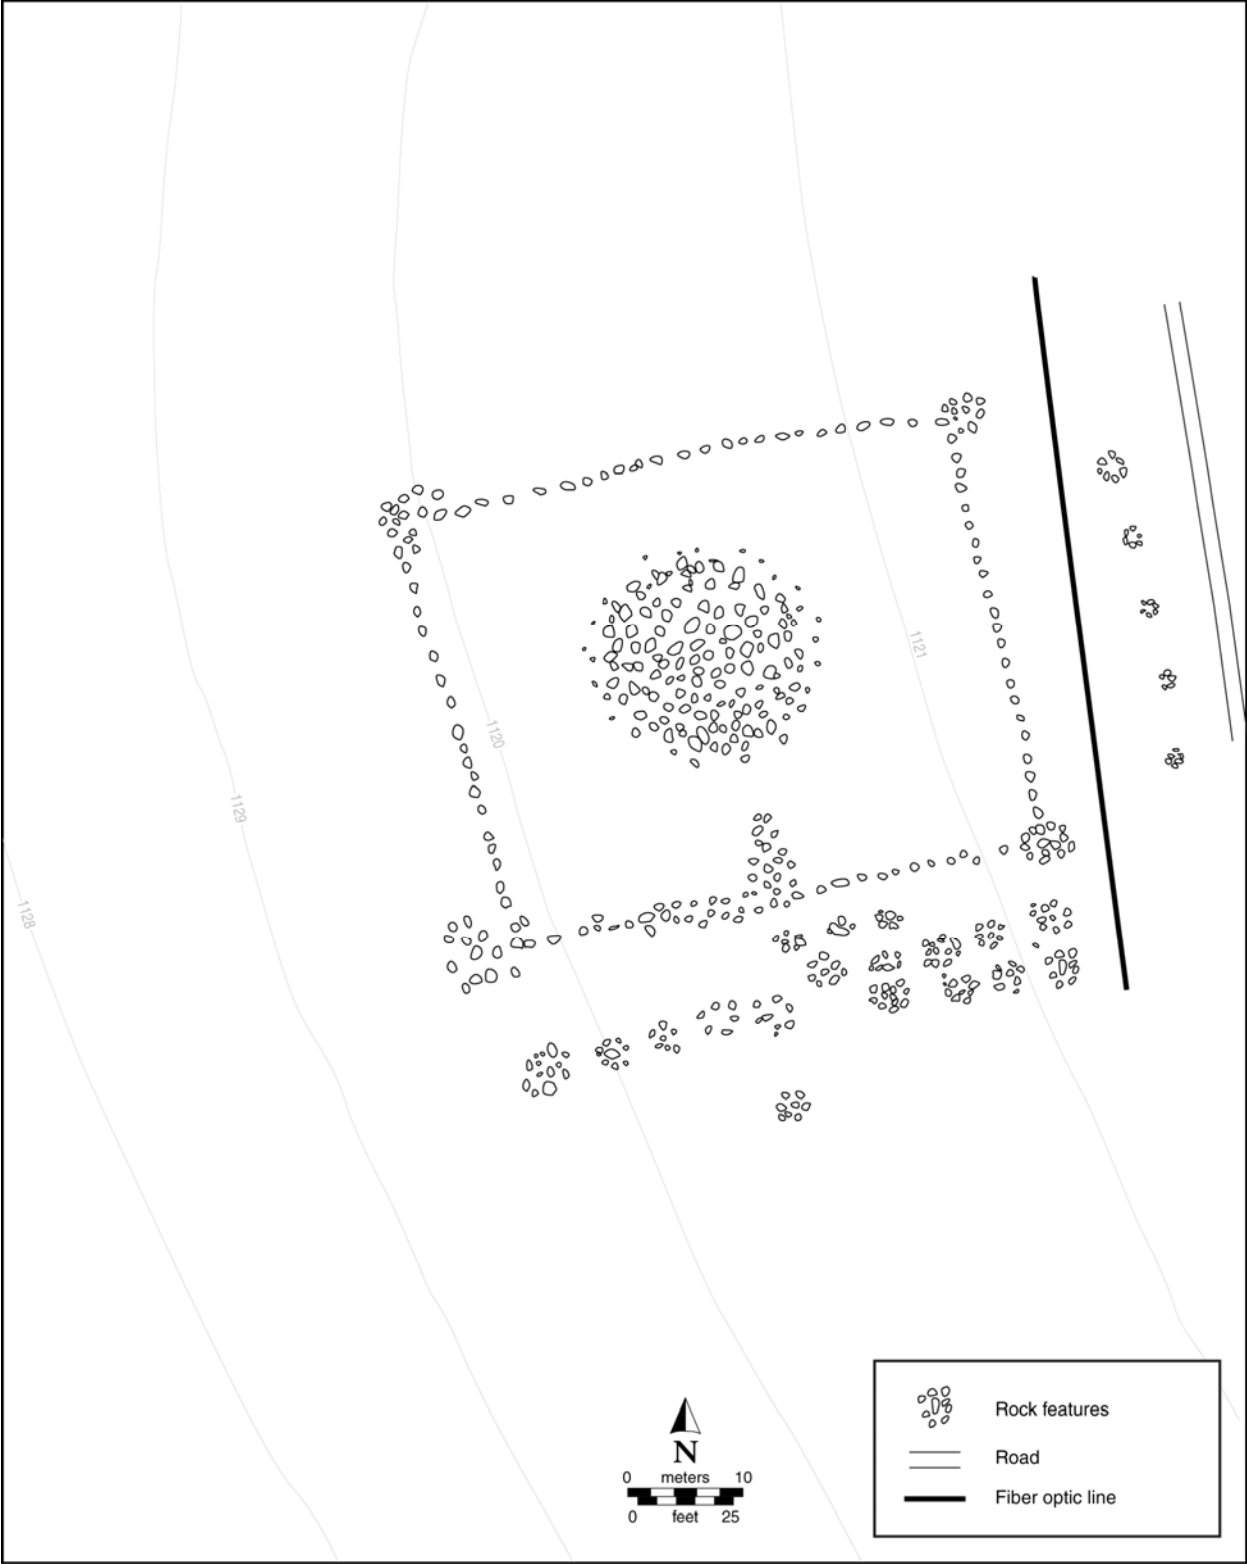 1121
1120
1129
1128
Rock features
Road
Fiber optic line
N
0 meters 10
0 feet 25